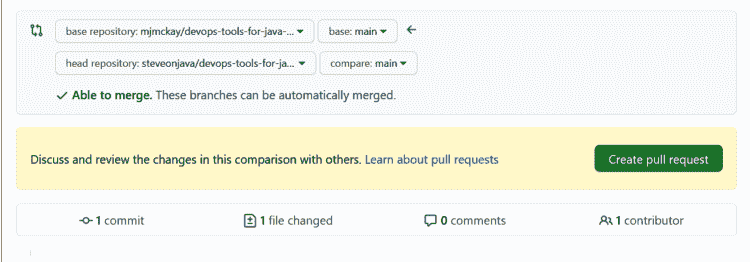 base repository: mjmckay/devops-tools-for-java-... base: main
head repository: steveonjava/devops-tools-for-ja... compare: main
Able to merge. These branches can be automatically merged.
Discuss and review the changes in this comparison with others. Learn about pull requests Create pull request
1 commit 1 file changed 0 comments 1 contributor